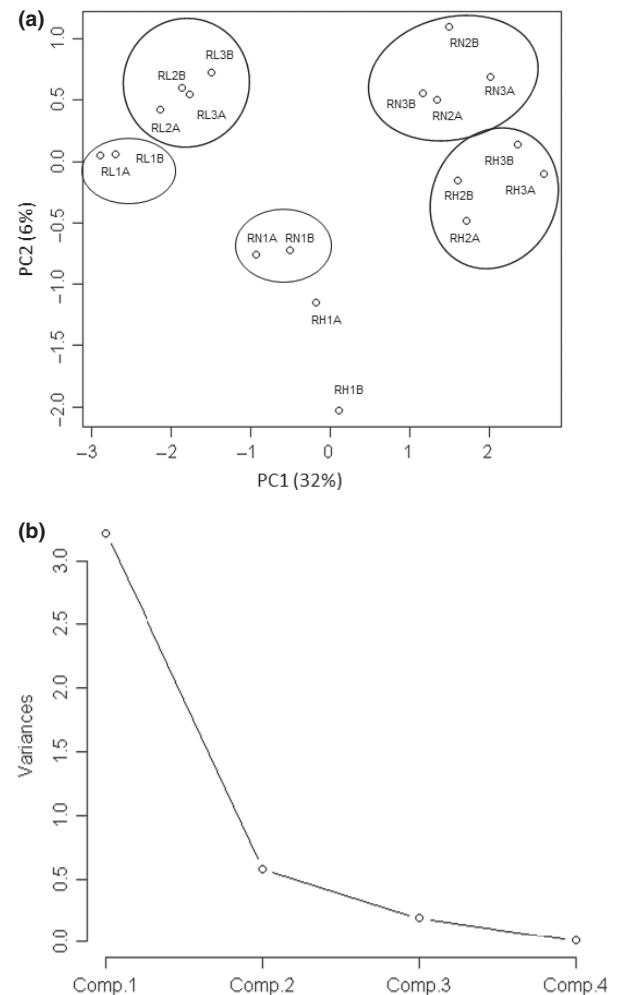 (a)
1.0
0.5
0.0
−0.5
−1.0
−1.5
−2.0
PC2 (6%)
RL3B
RL2B
RL3A
RL2A
RL1B
RL1A
RN2B
RN3A
RN3B
RN2A
RH3B
RH3A
RH2B
RH2A
RN1A RN1B
RH1A
RH1B
−3 −2 −1 0 1 2
PC1 (32%)
(b)
3.0
2.5
2.0
1.5
1.0
0.5
0.0
Variances
Comp.1 Comp.2 Comp.3 Comp.4